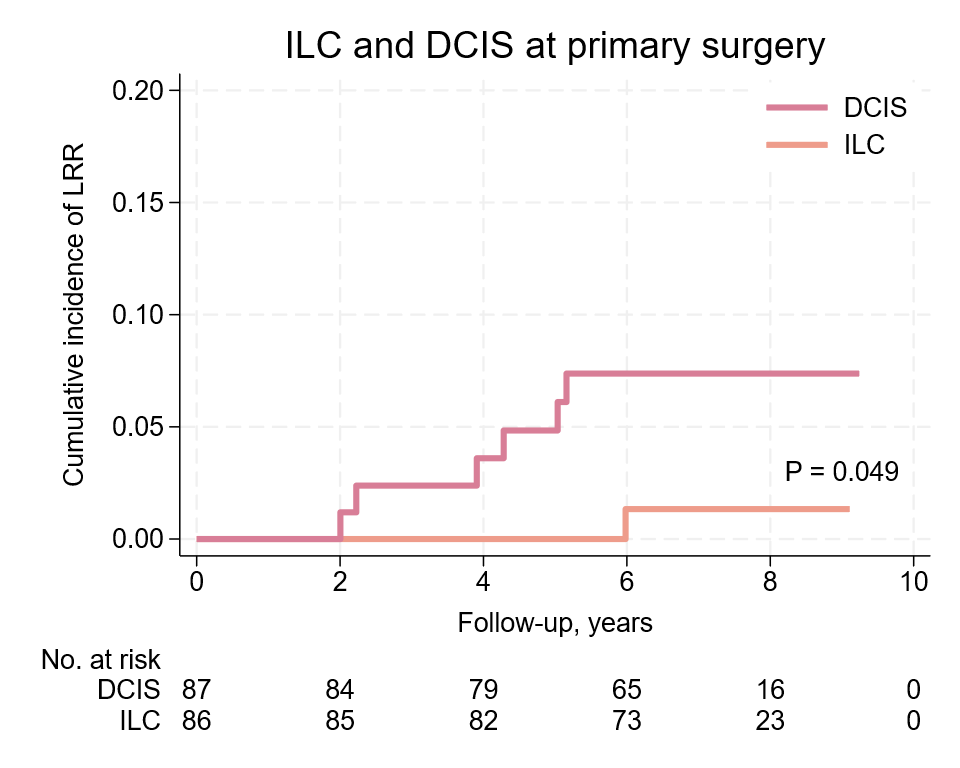 ILC and DCIS at primary surgery
Cumulative incidence of LRR
0.20
0.15
0.10
0.05
0.00
DCIS
ILC
P = 0.049
0 2 4 6 8 10
Follow-up, years
No. at risk
DCIS 87 84 79 65 16 0
ILC 86 85 82 73 23 0